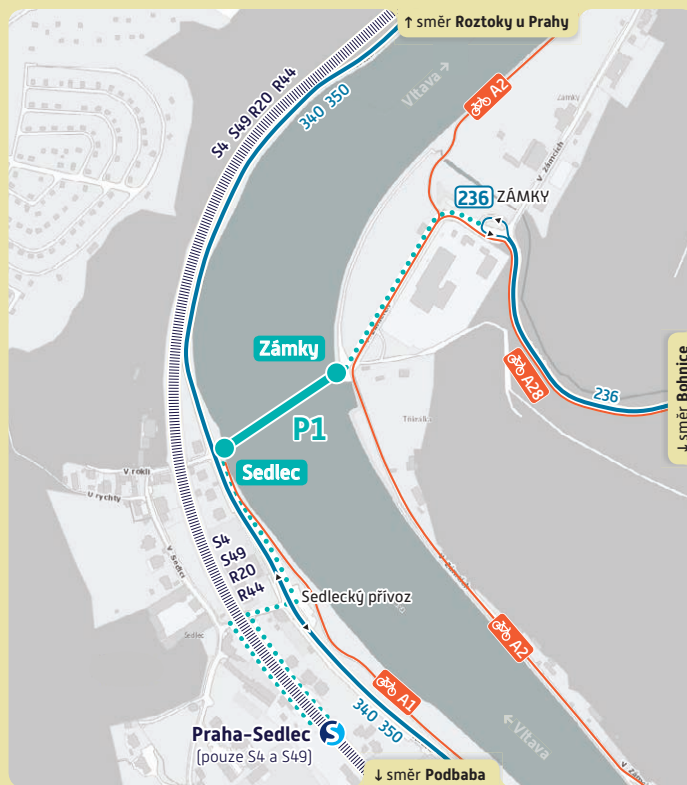 ↑ směr Roztoky u Prahy
S4 S49 R20 R44
340 350
Vltava →
A2
Zámky
V zámcích
236 ZÁMKY
Zámky
P1
Sedlec
A28
236
↓ směr Bohnice
V rokli
U rychty
V Sedlci
Sedlec
S4
S49
R20
R44
Sedlecký přívoz
A2
A1
340 350
Praha-Sedlec
(pouze S4 a S49)
← Vltava
↓ směr Podbaba